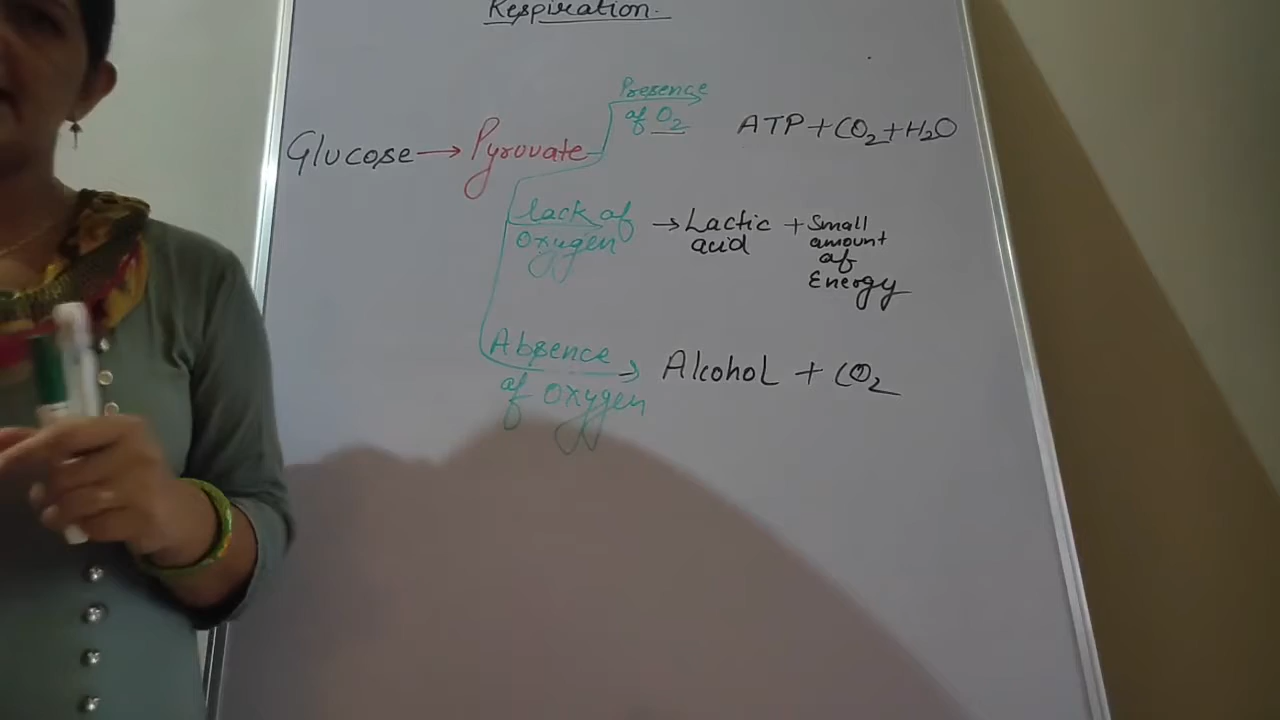 Respiration.
Glucose → Pyrovate
Presence
of O2
ATP + CO2 + H2O
lack of
Oxygen
→ Lactic
acid
+ Small
amount
of
Energy
Absence
of Oxygen
→ Alcohol + CO2